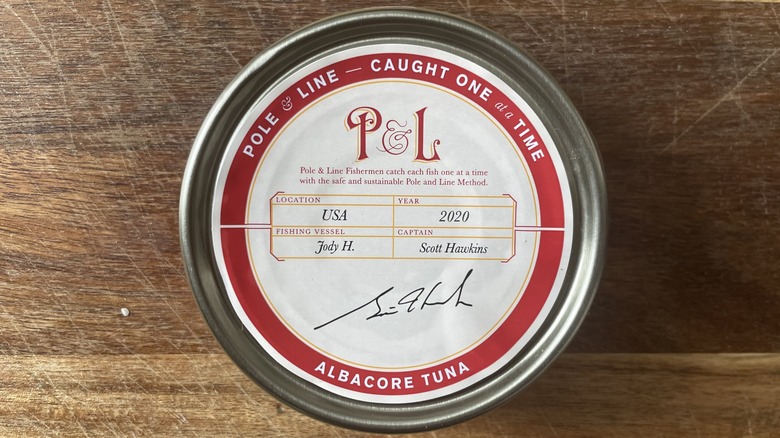 POLE & LINE — CAUGHT ONE at a TIME
P&L
Pole & Line Fishermen catch each fish one at a time
with the safe and sustainable Pole and Line Method.
LOCATION YEAR
USA 2020
FISHING VESSEL CAPTAIN
Jody H. Scott Hawkins
ALBACORE TUNA